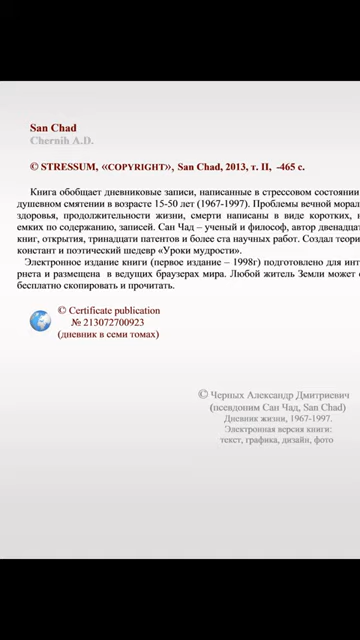 San Chad
Chernih A.D.
© STRESSUM, «COPYRIGHT», San Chad, 2013, т. II, -465 с.
Книга обобщает дневниковые записи, написанные в стрессовом состоянии
душевном смятении в возрасте 15-50 лет (1967-1997). Проблемы вечной морал
здоровья, продолжительности жизни, смерти написаны в виде коротких, н
емких по содержанию, записей. Сан Чад – ученый и философ, автор двенадцат
книг, открытия, тринадцати патентов и более ста научных работ. Создал теори
констант и поэтический шедевр «Уроки мудрости».
Электронное издание книги (первое издание – 1998г) подготовлено для инт
рнета и размещена в ведущих браузерах мира. Любой житель Земли может е
бесплатно скопировать и прочитать.
© Certificate publication
№ 213072700923
(дневник в семи томах)
© Черных Александр Дмитриевич
(псевдоним Сан Чад, San Chad)
Дневник жизни, 1967-1997.
Электронная версия книги:
текст, графика, дизайн, фото